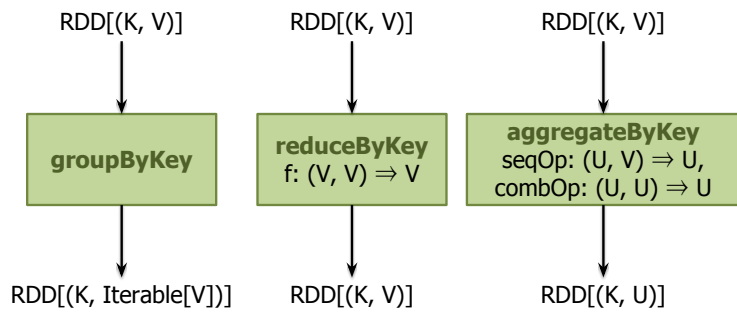 RDD[(K, V)]
groupByKey
RDD[(K, Iterable[V])]
RDD[(K, V)]
reduceByKey
f: (V, V) ⇒ V
RDD[(K, V)]
RDD[(K, V)]
aggregateByKey
seqOp: (U, V) ⇒ U,
combOp: (U, U) ⇒ U
RDD[(K, U)]